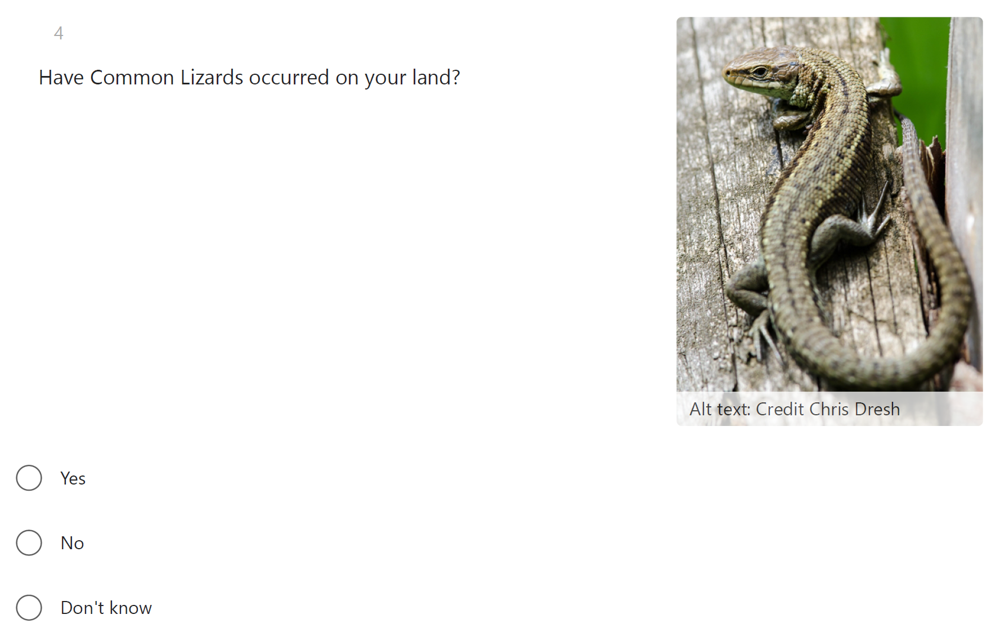 4
Have Common Lizards occurred on your land?
Alt text: Credit Chris Dresh
Yes
No
Don't know